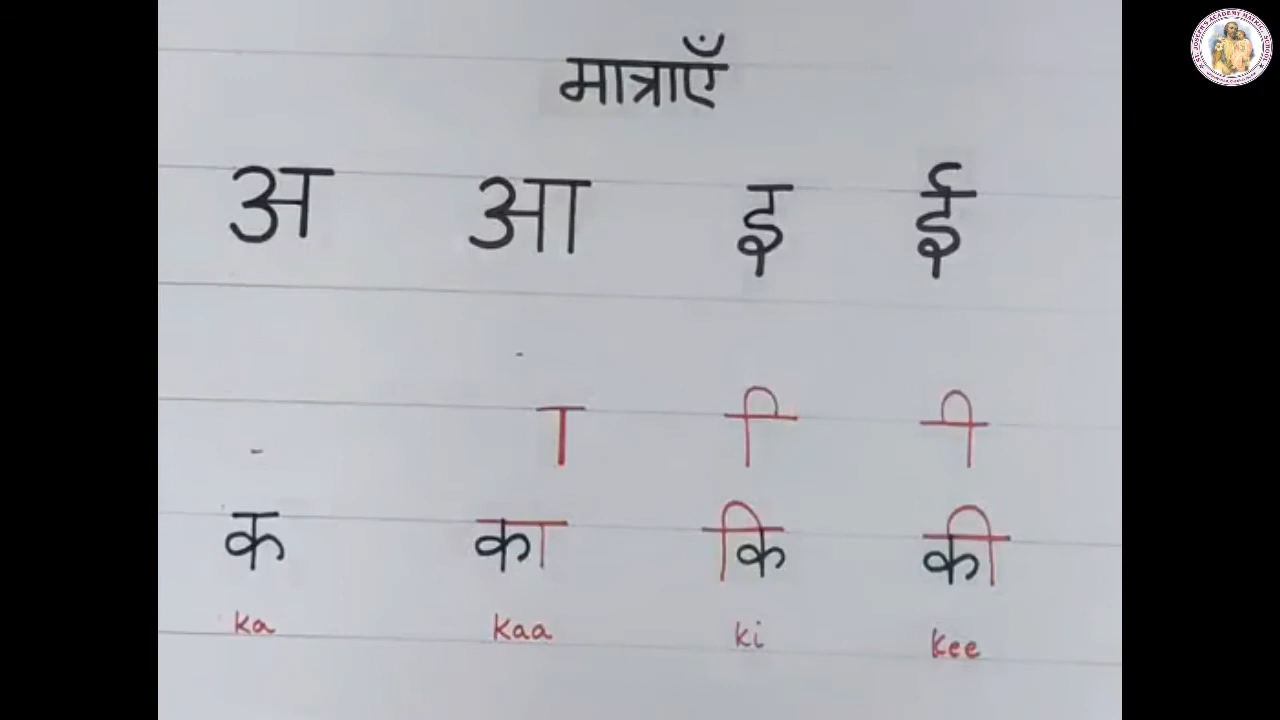 मात्राएँ
अ आ इ ई
ा ि ी
क का कि की
ka kaa ki kee